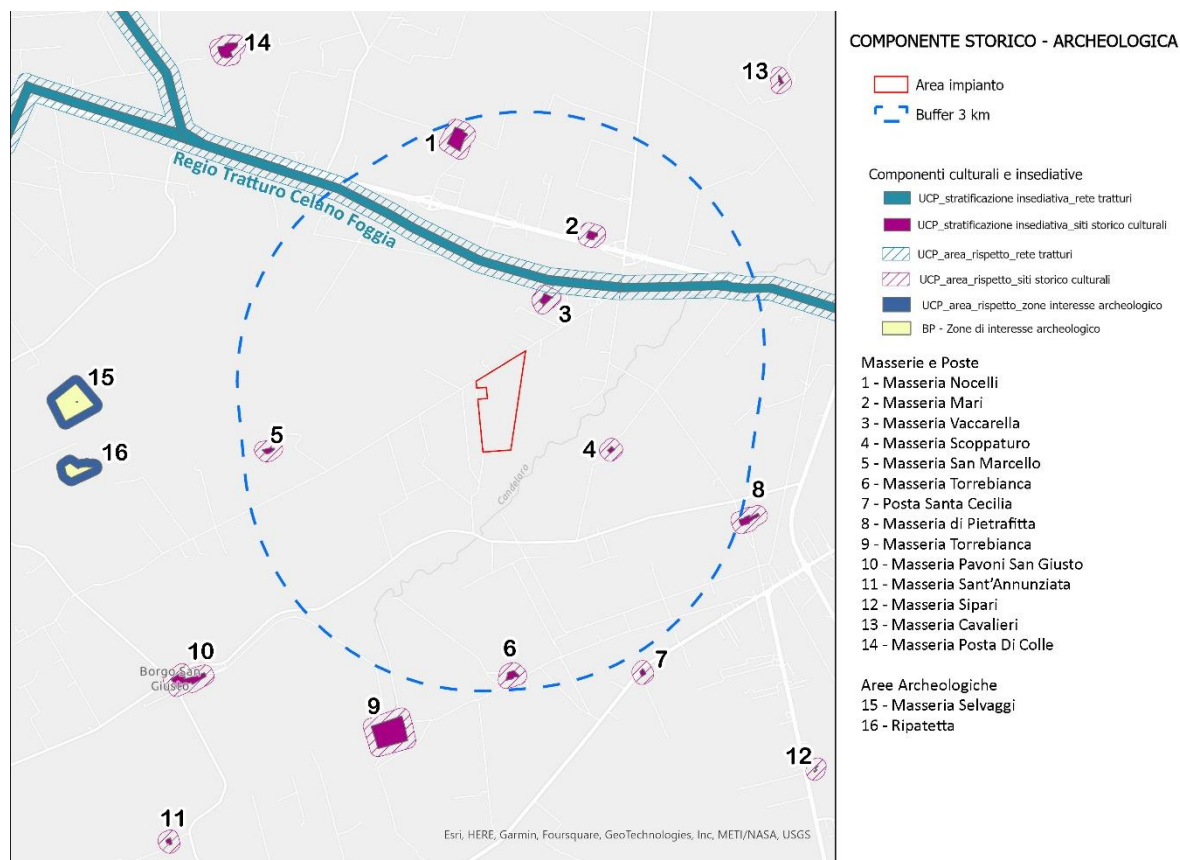 14
13
1
Regio Tratturo Celano Foggia
2
3
15
5
4
16
Candelaro
8
10
6
7
Borgo San
Giusto
9
12
11
Esri, HERE, Garmin, Foursquare, GeoTechnologies, Inc, METI/NASA, USGS
COMPONENTE STORICO - ARCHEOLOGICA
Area impianto
Buffer 3 km
Componenti culturali e insediative
UCP_stratificazione insediativa_rete tratturi
UCP_stratificazione insediativa_siti storico culturali
UCP_area_rispetto_rete tratturi
UCP_area_rispetto_siti storico culturali
UCP_area_rispetto_zone interesse archeologico
BP - Zone di interesse archeologico
Masserie e Poste
1 - Masseria Nocelli
2 - Masseria Mari
3 - Masseria Vaccarella
4 - Masseria Scoppaturo
5 - Masseria San Marcello
6 - Masseria Torrebianca
7 - Posta Santa Cecilia
8 - Masseria di Pietrafitta
9 - Masseria Torrebianca
10 - Masseria Pavoni San Giusto
11 - Masseria Sant'Annunziata
12 - Masseria Sipari
13 - Masseria Cavalieri
14 - Masseria Posta Di Colle
Aree Archeologiche
15 - Masseria Selvaggi
16 - Ripatetta